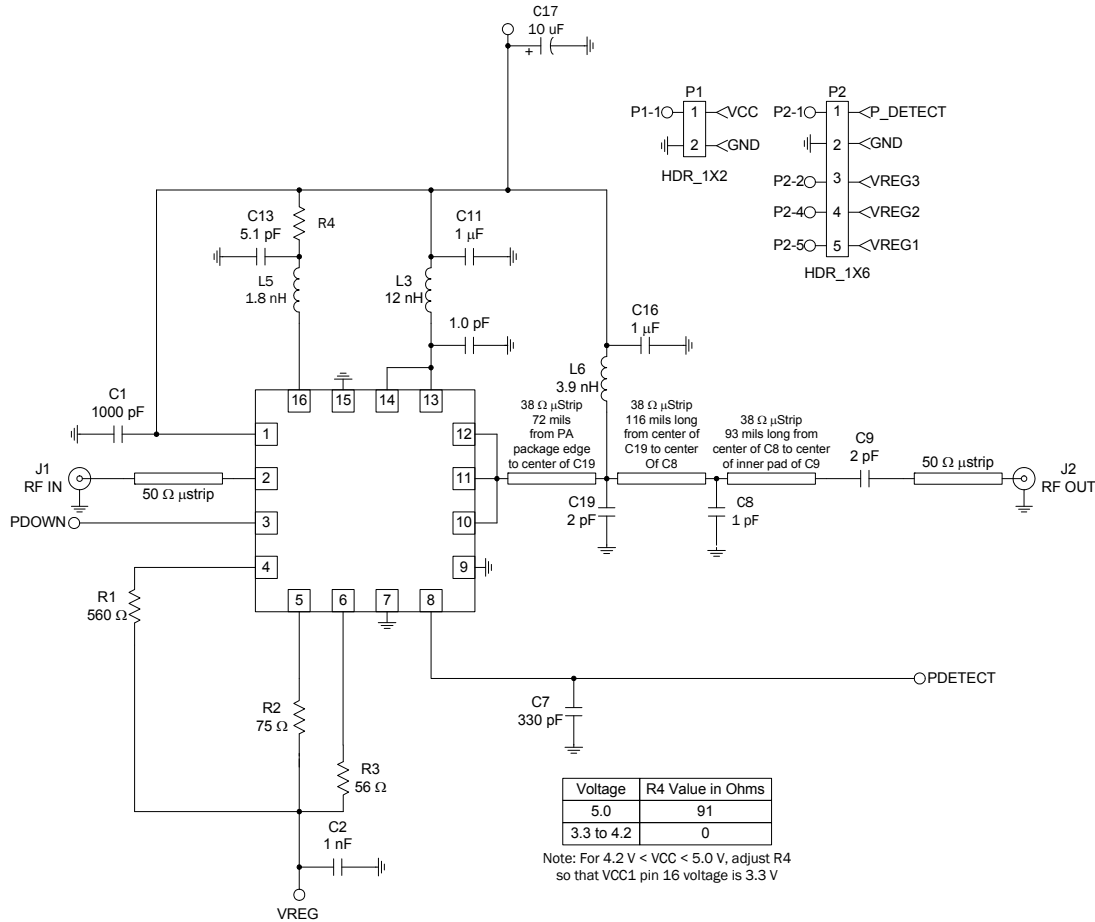 C17
10 uF
+
P1
P1-1
1
VCC
2
GND
HDR_1X2
P2
P2-1
1
P_DETECT
2
GND
P2-2
3
VREG3
P2-4
4
VREG2
P2-5
5
VREG1
HDR_1X6
C13
5.1 pF
R4
C11
1 µF
L5
1.8 nH
L3
12 nH
1.0 pF
C16
1 µF
L6
3.9 nH
C1
1000 pF
16
15
14
13
1
2
3
4
5
6
7
8
9
10
11
12
J1
RF IN
50 Ω µstrip
PDOWN
38 Ω µStrip
72 mils
from PA
package edge
to center of C19
38 Ω µStrip
116 mils long
from center of
C19 to center
Of C8
38 Ω µStrip
93 mils long from
center of C8 to center
of inner pad of C9
C9
2 pF
50 Ω µstrip
J2
RF OUT
C19
2 pF
C8
1 pF
R1
560 Ω
R2
75 Ω
R3
56 Ω
C7
330 pF
PDETECT
C2
1 nF
VREG
Voltage R4 Value in Ohms
5.0 91
3.3 to 4.2 0
Note: For 4.2 V < VCC < 5.0 V, adjust R4
so that VCC1 pin 16 voltage is 3.3 V